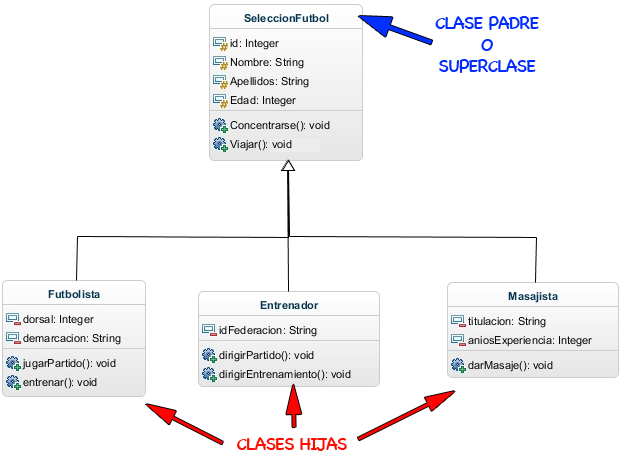 SeleccionFutbol
id: Integer
Nombre: String
Apellidos: String
Edad: Integer
Concentrarse(): void
Viajar(): void
CLASE PADRE
O
SUPERCLASE
Futbolista
dorsal: Integer
demarcacion: String
jugarPartido(): void
entrenar(): void
Entrenador
idFederacion: String
dirigirPartido(): void
dirigirEntrenamiento(): void
Masajista
titulacion: String
aniosExperiencia: Integer
darMasaje(): void
CLASES HIJAS